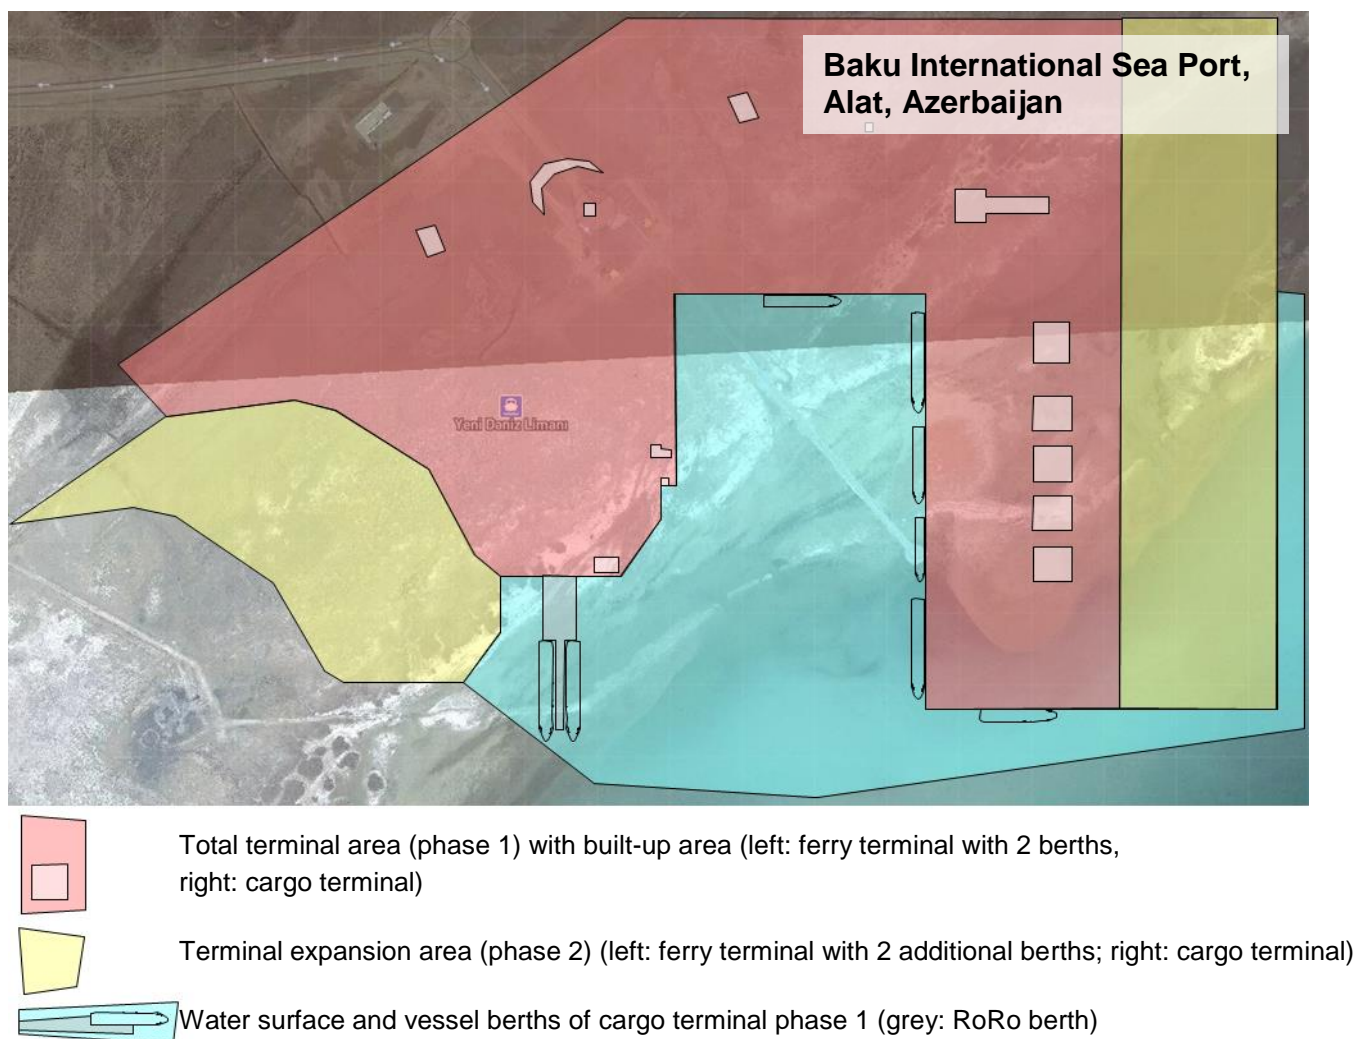 Baku International Sea Port,
Alat, Azerbaijan
Yeni Dəniz Limanı
Total terminal area (phase 1) with built-up area (left: ferry terminal with 2 berths,
right: cargo terminal)
Terminal expansion area (phase 2) (left: ferry terminal with 2 additional berths; right: cargo terminal)
Water surface and vessel berths of cargo terminal phase 1 (grey: RoRo berth)